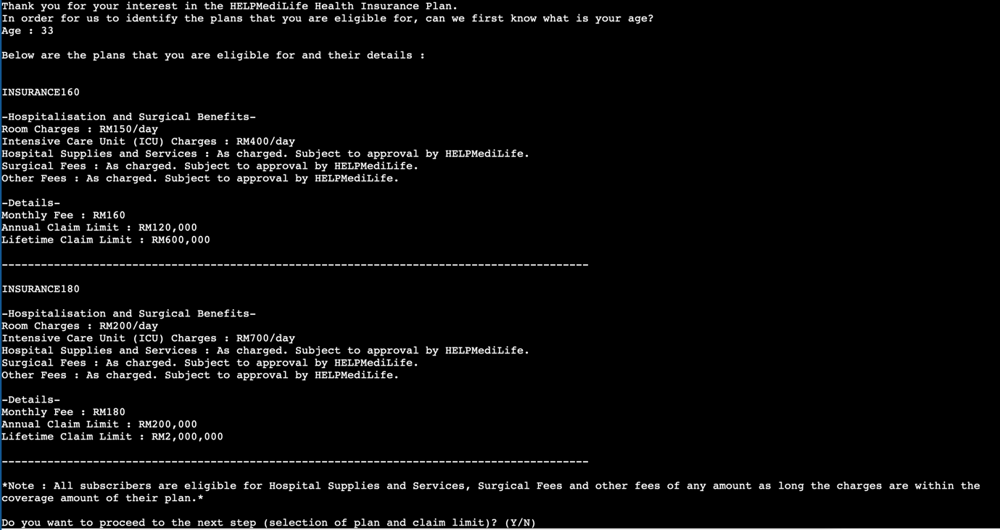 Thank you for your interest in the HELPMediLife Health Insurance Plan.
In order for us to identify the plans that you are eligible for, can we first know what is your age?
Age : 33
Below are the plans that you are eligible for and their details :
INSURANCE160
-Hospitalisation and Surgical Benefits-
Room Charges : RM150/day
Intensive Care Unit (ICU) Charges : RM400/day
Hospital Supplies and Services : As charged. Subject to approval by HELPMediLife.
Surgical Fees : As charged. Subject to approval by HELPMediLife.
Other Fees : As charged. Subject to approval by HELPMediLife.
-Details-
Monthly Fee : RM160
Annual Claim Limit : RM120,000
Lifetime Claim Limit : RM600,000
------------------------------------------------------------------------------------------
INSURANCE180
-Hospitalisation and Surgical Benefits-
Room Charges : RM200/day
Intensive Care Unit (ICU) Charges : RM700/day
Hospital Supplies and Services : As charged. Subject to approval by HELPMediLife.
Surgical Fees : As charged. Subject to approval by HELPMediLife.
Other Fees : As charged. Subject to approval by HELPMediLife.
-Details-
Monthly Fee : RM180
Annual Claim Limit : RM200,000
Lifetime Claim Limit : RM2,000,000
------------------------------------------------------------------------------------------
*Note : All subscribers are eligible for Hospital Supplies and Services, Surgical Fees and other fees of any amount as long the charges are within the
coverage amount of their plan.*
Do you want to proceed to the next step (selection of plan and claim limit)? (Y/N)